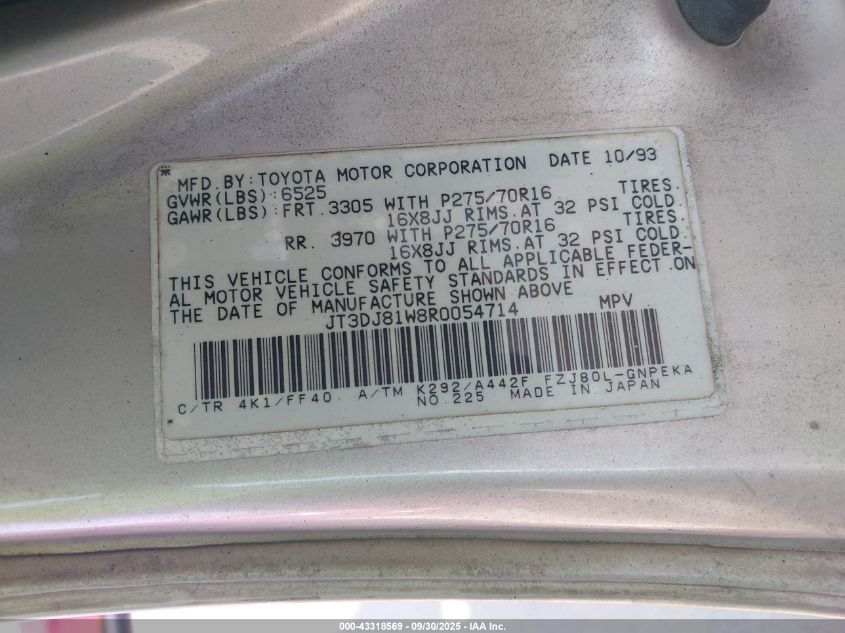 MFD. BY: TOYOTA MOTOR CORPORATION DATE 10/93
GVWR(LBS):6525
GAWR(LBS):FRT. 3305 WITH P275/70R16 TIRES.
16X8JJ RIMS.AT 32 PSI COLD.
RR. 3970 WITH P275/70R16 TIRES.
16X8JJ RIMS.AT 32 PSI COLD.
THIS VEHICLE CONFORMS TO ALL APPLICABLE FEDER-
AL MOTOR VEHICLE SAFETY STANDARDS IN EFFECT ON
THE DATE OF MANUFACTURE SHOWN ABOVE
JT3DJ81W8R0054714 MPV
C/TR 4K1/FF40 A/TM K292/A442F FZJ80L-GNPEKA
NO.225 MADE IN JAPAN
000-43318569 - 09/30/2025 - IAA Inc.